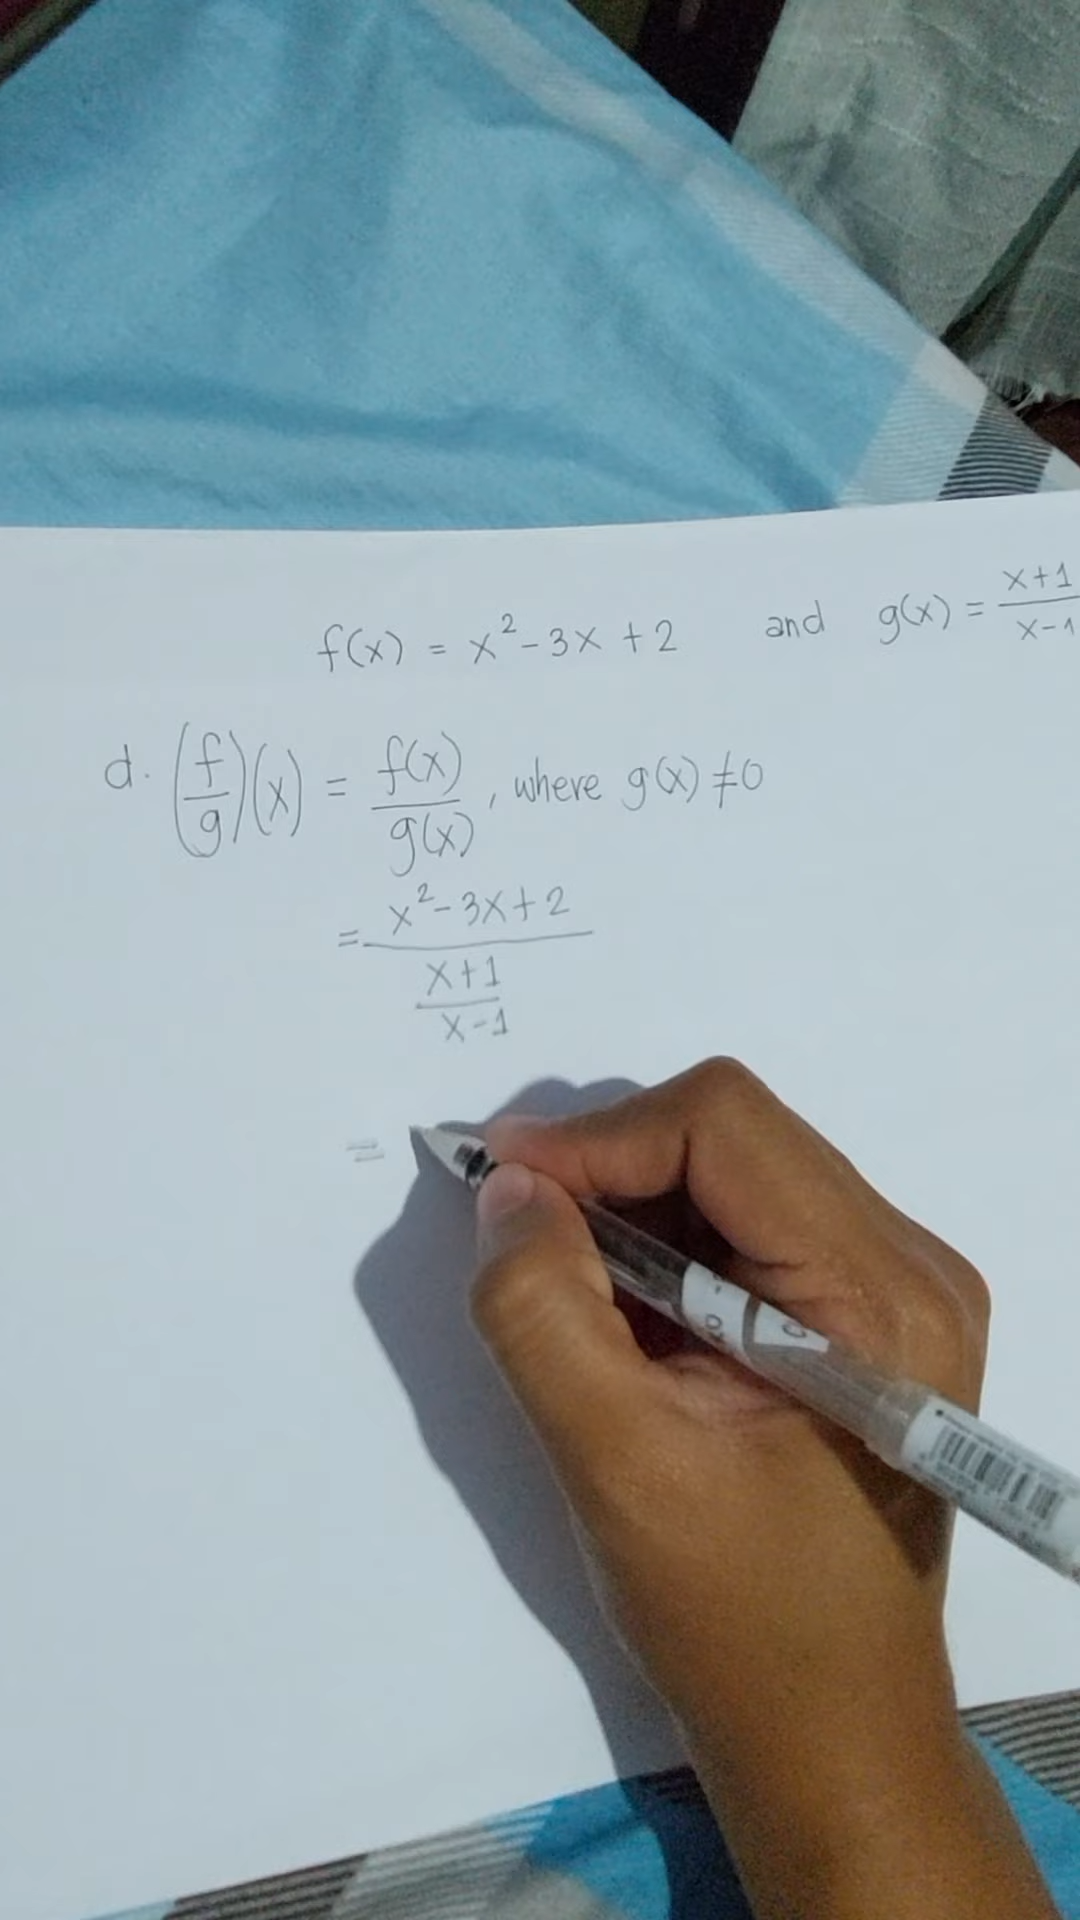 f(x) = x² - 3x + 2 and g(x) = x+1 / x-1
d. (f/g)(x) = f(x) / g(x), where g(x) ≠ 0
= x² - 3x + 2
x+1
x-1
=